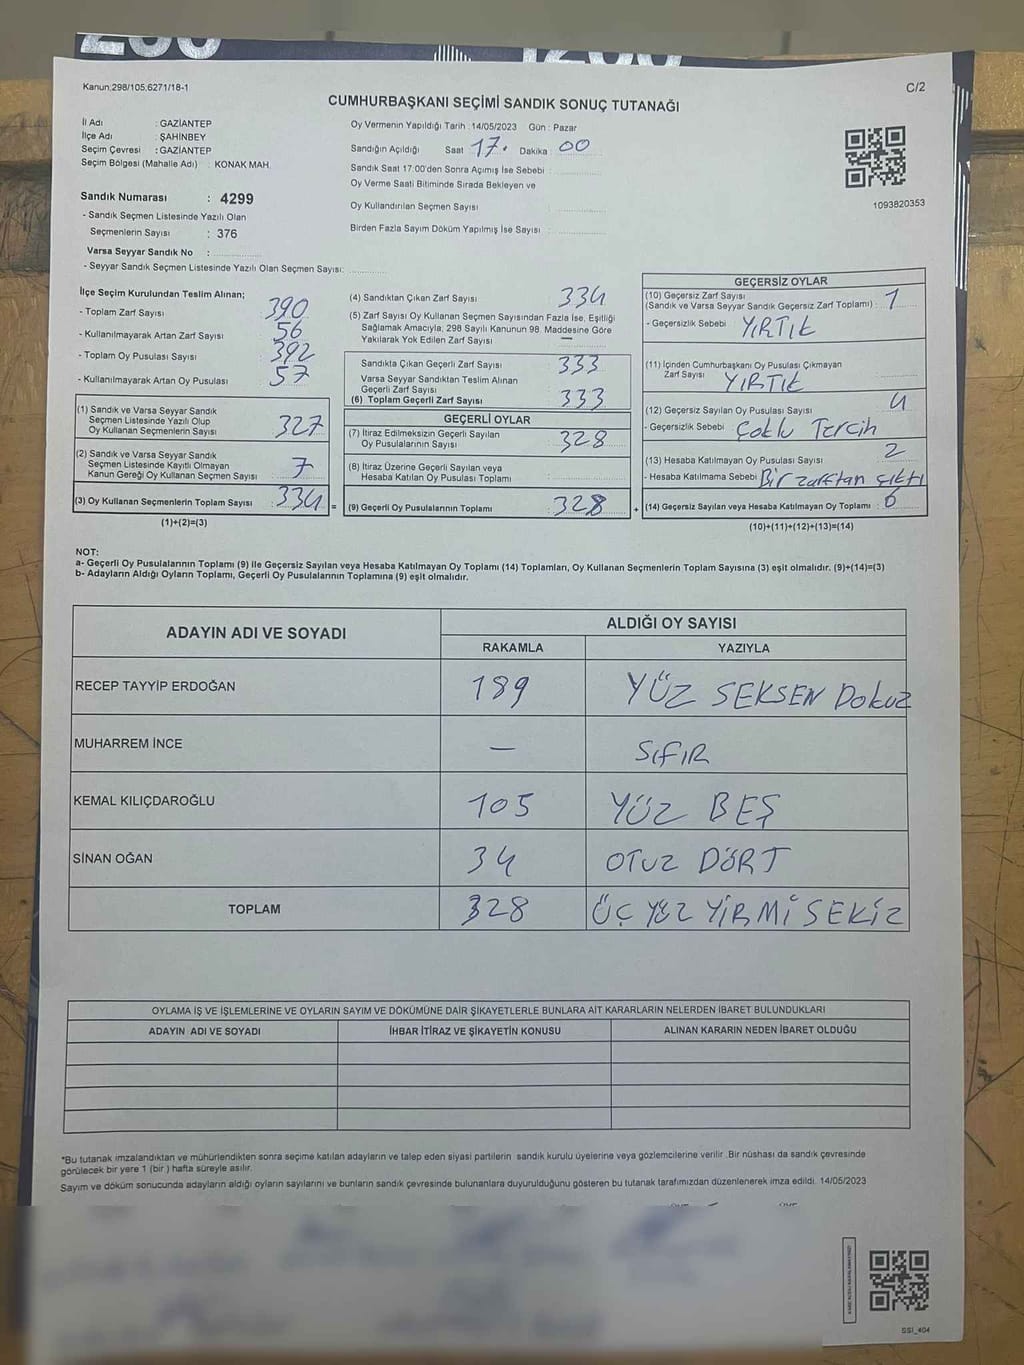 Kanun;298/105;6271/18-1
C/2
CUMHURBAŞKANI SEÇİMİ SANDIK SONUÇ TUTANAĞI
İl Adı : GAZİANTEP
İlçe Adı : ŞAHİNBEY
Seçim Çevresi : GAZİANTEP
Seçim Bölgesi (Mahalle Adı) : KONAK MAH.
Sandık Numarası : 4299
- Sandık Seçmen Listesinde Yazılı Olan
Seçmenlerin Sayısı : 376
Varsa Seyyar Sandık No :
- Seyyar Sandık Seçmen Listesinde Yazılı Olan Seçmen Sayısı:
Oy Vermenin Yapıldığı Tarih : 14/05/2023 Gün : Pazar
Sandığın Açıldığı Saat 17. Dakika 00
Sandık Saat 17:00'den Sonra Açımış İse Sebebi :
Oy Verme Saati Bitiminde Sırada Bekleyen ve
Oy Kullandırılan Seçmen Sayısı :
Birden Fazla Sayım Döküm Yapılmış İse Sayısı :
1093820353
İlçe Seçim Kurulundan Teslim Alınan;
- Toplam Zarf Sayısı : 390
- Kullanılmayarak Artan Zarf Sayısı : 56
- Toplam Oy Pusulası Sayısı : 392
- Kullanılmayarak Artan Oy Pusulası : 57
(1) Sandık ve Varsa Seyyar Sandık
Seçmen Listesinde Yazılı Olup
Oy Kullanan Seçmenlerin Sayısı : 327
(2) Sandık ve Varsa Seyyar Sandık
Seçmen Listesinde Kayıtlı Olmayan
Kanun Gereği Oy Kullanan Seçmen Sayısı : 7
(3) Oy Kullanan Seçmenlerin Toplam Sayısı : 334
(1)+(2)=(3)
(4) Sandıktan Çıkan Zarf Sayısı : 334
(5) Zarf Sayısı Oy Kullanan Seçmen Sayısından Fazla İse, Eşitliği
Sağlamak Amacıyla; 298 Sayılı Kanunun 98. Maddesine Göre
Yakılarak Yok Edilen Zarf Sayısı : —
Sandıkta Çıkan Geçerli Zarf Sayısı : 333
Varsa Seyyar Sandıktan Teslim Alınan
Geçerli Zarf Sayısı :
(6) Toplam Geçerli Zarf Sayısı : 333
GEÇERLİ OYLAR
(7) İtiraz Edilmeksizin Geçerli Sayılan
Oy Pusulalarının Sayısı : 328
(8) İtiraz Üzerine Geçerli Sayılan veya
Hesaba Katılan Oy Pusulası Toplamı :
= (9) Geçerli Oy Pusulalarının Toplamı : 328 +
GEÇERSİZ OYLAR
(10) Geçersiz Zarf Sayısı
(Sandık ve Varsa Seyyar Sandık Geçersiz Zarf Toplamı) : 1
- Geçersizlik Sebebi : YIRTIK
(11) İçinden Cumhurbaşkanı Oy Pusulası Çıkmayan
Zarf Sayısı : YIRTIK
(12) Geçersiz Sayılan Oy Pusulası Sayısı : 4
- Geçersizlik Sebebi : Çoklu Tercih
(13) Hesaba Katılmayan Oy Pusulası Sayısı : 2
- Hesaba Katılmama Sebebi : Bir zarftan çıktı
(14) Geçersiz Sayılan veya Hesaba Katılmayan Oy Toplamı : 6
(10)+(11)+(12)+(13)=(14)
NOT:
a- Geçerli Oy Pusulalarının Toplamı (9) ile Geçersiz Sayılan veya Hesaba Katılmayan Oy Toplamı (14) Toplamları, Oy Kullanan Seçmenlerin Toplam Sayısına (3) eşit olmalıdır. (9)+(14)=(3)
b- Adayların Aldığı Oyların Toplamı, Geçerli Oy Pusulalarının Toplamına (9) eşit olmalıdır.
ADAYIN ADI VE SOYADI
ALDIĞI OY SAYISI
RAKAMLA YAZIYLA
RECEP TAYYİP ERDOĞAN 189 YÜZ SEKSEN Dokuz
MUHARREM İNCE — SIFIR
KEMAL KILIÇDAROĞLU 105 YÜZ BEŞ
SİNAN OĞAN 34 OTUZ DÖRT
TOPLAM 328 ÜÇ YÜZ YİRMİ SEKİZ
OYLAMA İŞ VE İŞLEMLERİNE VE OYLARIN SAYIM VE DÖKÜMÜNE DAİR ŞİKAYETLERLE BUNLARA AİT KARARLARIN NELERDEN İBARET BULUNDUKLARI
ADAYIN ADI VE SOYADI İHBAR İTİRAZ VE ŞİKAYETİN KONUSU ALINAN KARARIN NEDEN İBARET OLDUĞU
*Bu tutanak imzalandıktan ve mühürlendikten sonra seçime katılan adayların ve talep eden siyasi partilerin sandık kurulu üyelerine veya gözlemcilerine verilir .Bir nüshası da sandık çevresinde
görülecek bir yere 1 (bir ) hafta süreyle asılır.
Sayım ve döküm sonucunda adayların aldığı oyların sayılarını ve bunların sandık çevresinde bulunanlara duyurulduğunu gösteren bu tutanak tarafımızdan düzenlenerek imza edildi. 14/05/2023
SSİ_404